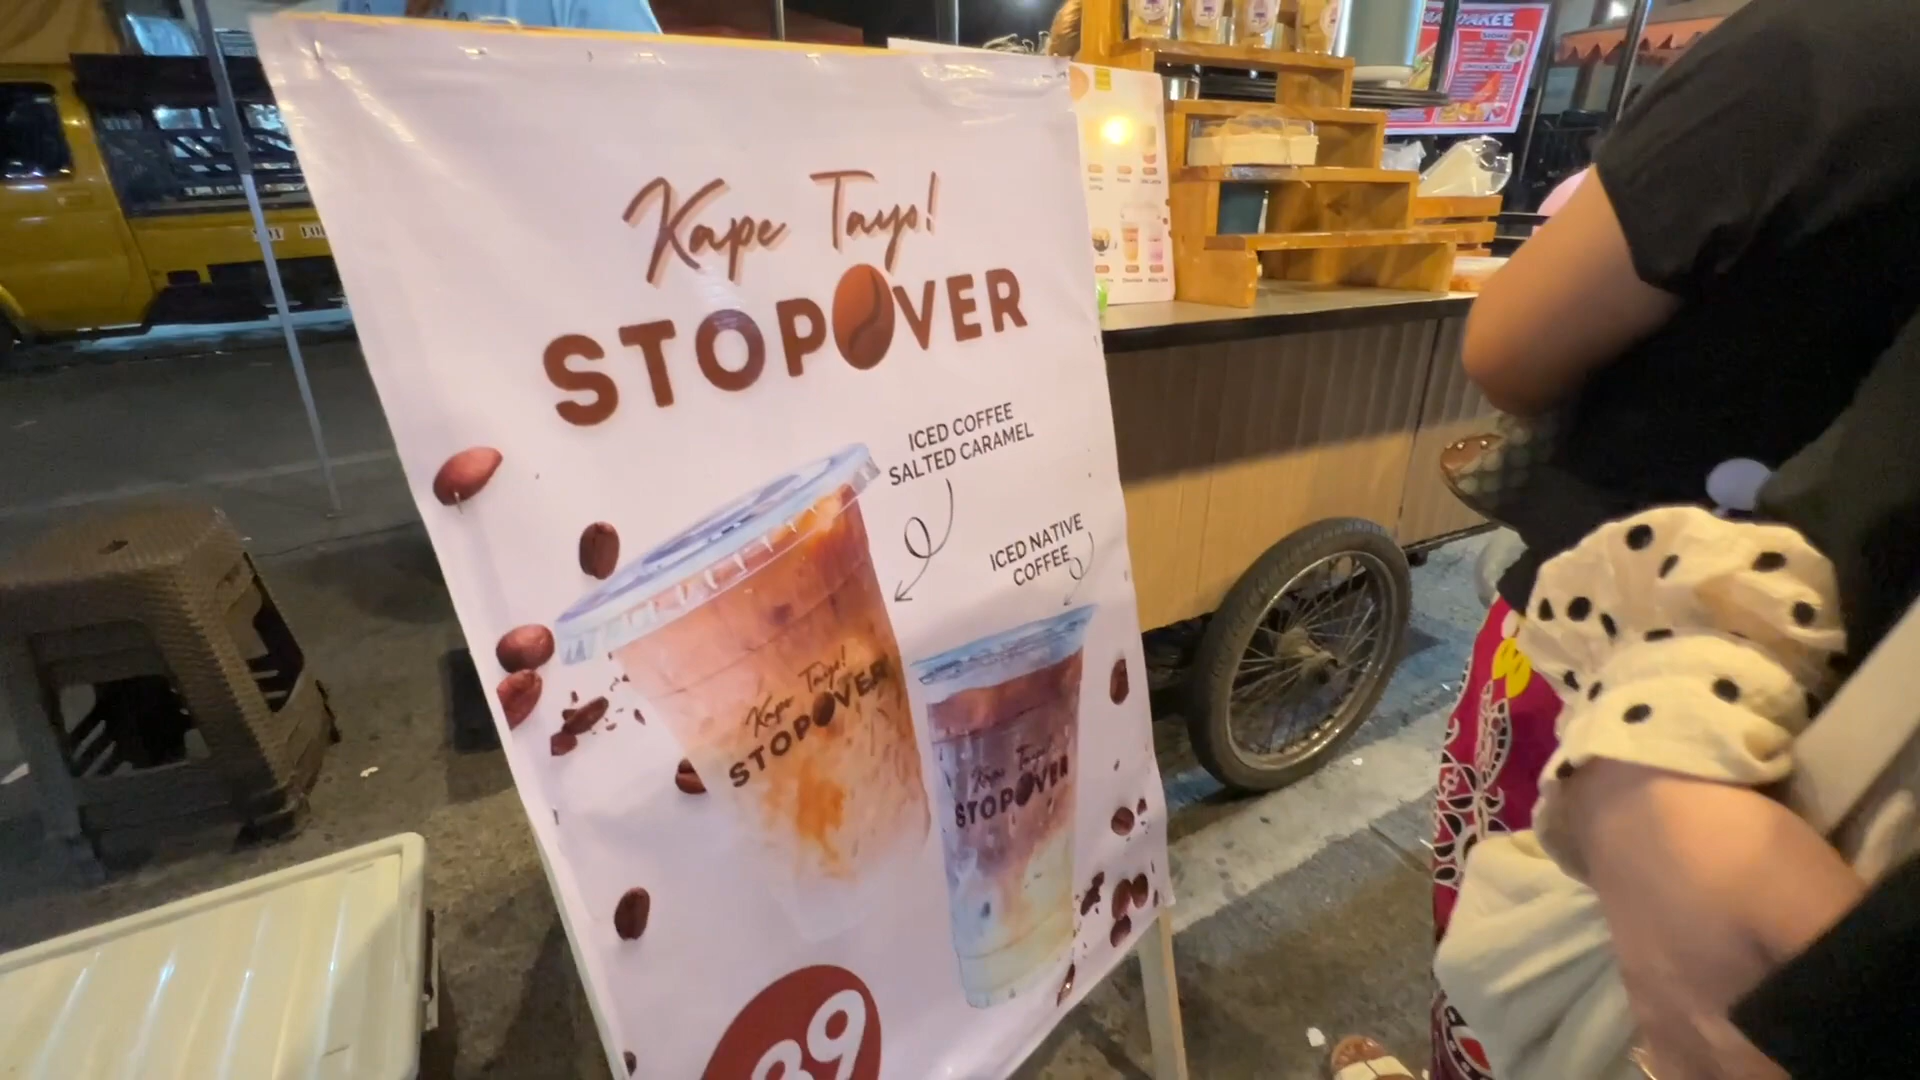 Kape Tayo!
STOPOVER
ICED COFFEE
SALTED CARAMEL
ICED NATIVE
COFFEE
Kape Tayo!
STOPOVER
Kape Tayo!
STOPOVER
39